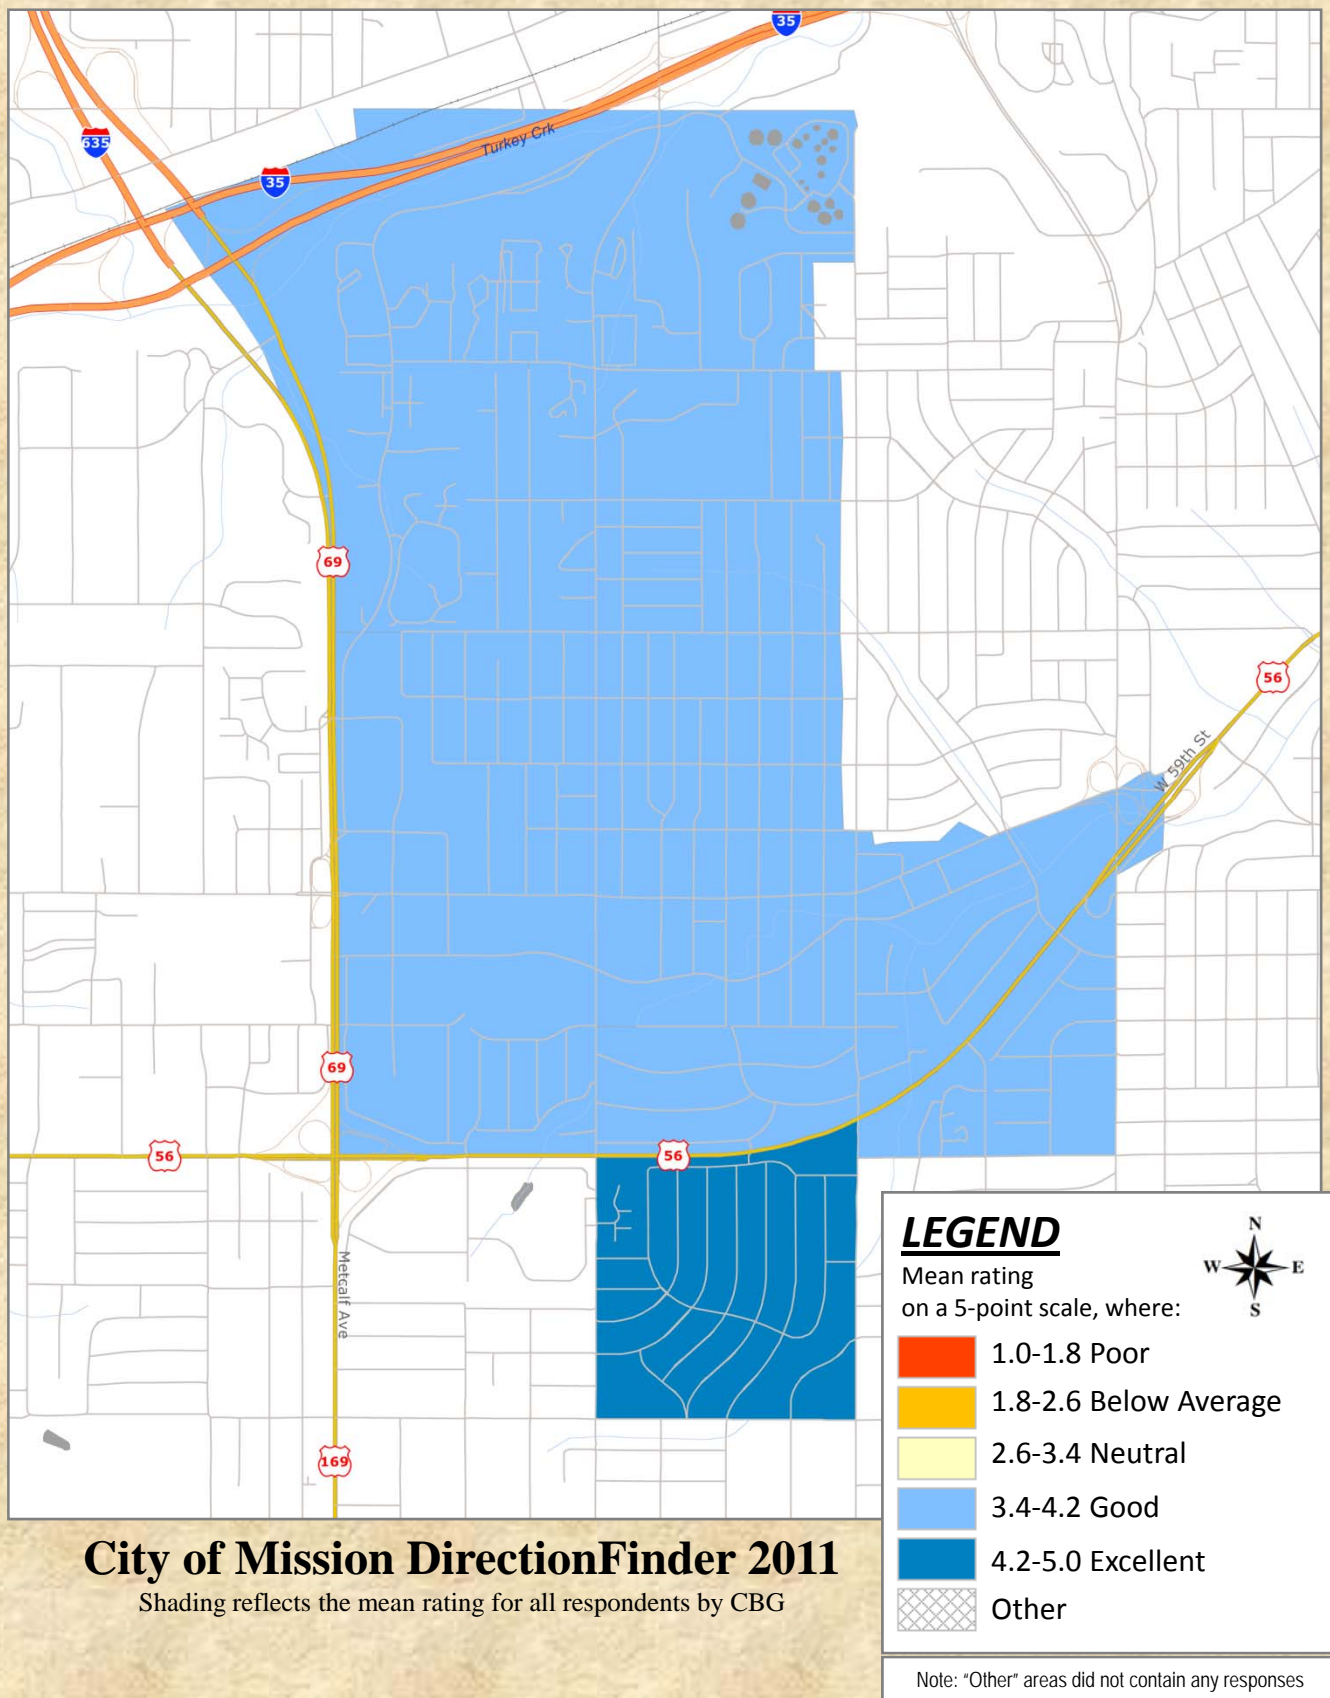 35
635
35
Turkey Crk
69
56
W 59th St
69
56
56
Metcalf Ave
169
LEGEND
N
W E
S
Mean rating
on a 5-point scale, where:
1.0-1.8 Poor
1.8-2.6 Below Average
2.6-3.4 Neutral
3.4-4.2 Good
4.2-5.0 Excellent
Other
City of Mission DirectionFinder 2011
Shading reflects the mean rating for all respondents by CBG
Note: “Other” areas did not contain any responses